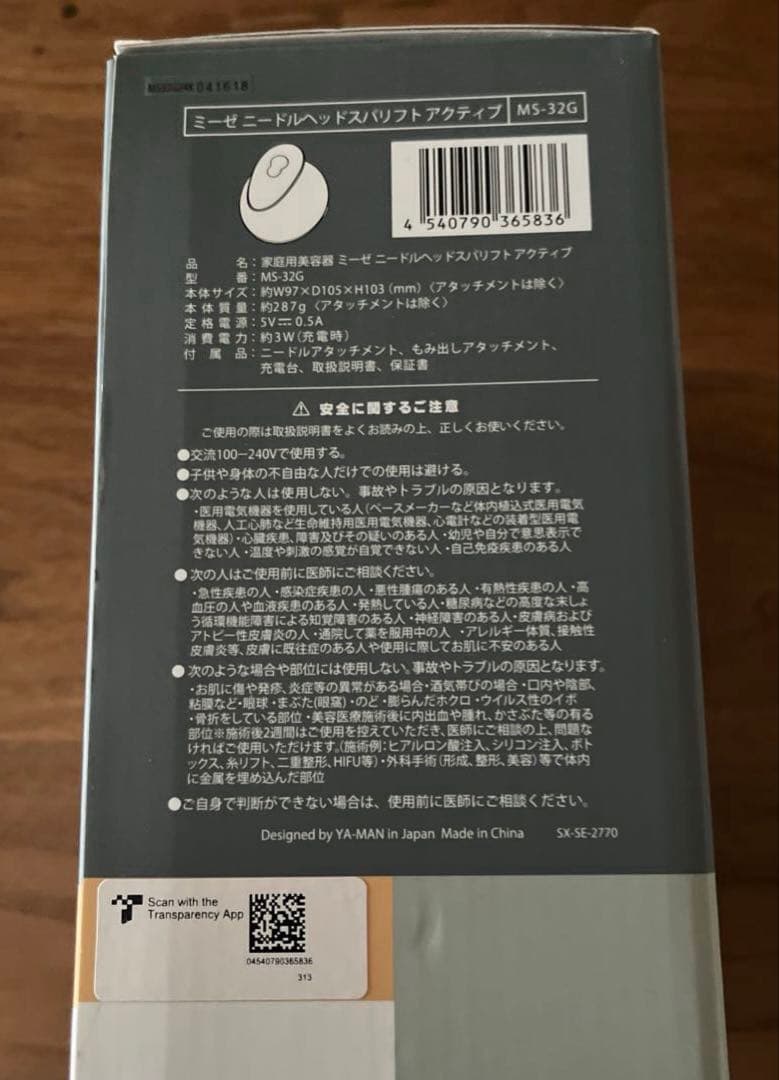 041618
ミーゼ ニードルヘッドスパリフト アクティブ MS-32G
4 540790 365836
品名：家庭用美容器 ミーゼ ニードルヘッドスパリフト アクティブ
型番：MS-32G
本体サイズ：約W97×D105×H103（mm）〈アタッチメントは除く〉
本体質量：約287g〈アタッチメントは除く〉
定格電源：5V⎓0.5A
消費電力：約3W（充電時）
付属品：ニードルアタッチメント、もみ出しアタッチメント、
充電台、取扱説明書、保証書
⚠ 安全に関するご注意
ご使用の際は取扱説明書をよくお読みの上、正しくお使いください。
●交流100−240Vで使用する。
●子供や身体の不自由な人だけでの使用は避ける。
●次のような人は使用しない。事故やトラブルの原因となります。
・医用電気機器を使用している人（ペースメーカーなど体内植込式医用電気
機器、人工心肺など生命維持用医用電気機器、心電計などの装着型医用電
気機器）・心臓疾患、障害及びその疑いのある人・幼児や自分で意思表示で
きない人・温度や刺激の感覚が自覚できない人・自己免疫疾患のある人
●次の人はご使用前に医師にご相談ください。
・急性疾患の人・感染症疾患の人・悪性腫瘍のある人・有熱性疾患の人・高
血圧の人や血液疾患のある人・発熱している人・糖尿病などの高度な末しょ
う循環機能障害による知覚障害のある人・神経障害のある人・皮膚病および
アトピー性皮膚炎の人・通院して薬を服用中の人 ・アレルギー体質、接触性
皮膚炎等、皮膚に既往症のある人や使用に際してお肌に不安のある人
●次のような場合や部位には使用しない。事故やトラブルの原因となります。
・お肌に傷や発疹、炎症等の異常がある場合・酒気帯びの場合・口内や陰部、
粘膜など・眼球・まぶた(眼窩)・のど・膨らんだホクロ・ウイルス性のイボ
・骨折をしている部位・美容医療施術後に内出血や腫れ、かさぶた等の有る
部位※施術後2週間はご使用を控えていただき、医師にご相談の上、問題な
ければご使用いただけます。(施術例：ヒアルロン酸注入、シリコン注入、ボト
ックス、糸リフト、二重整形、HIFU等)・外科手術（形成、整形、美容）等で体内
に金属を埋め込んだ部位
●ご自身で判断ができない場合は、使用前に医師にご相談ください。
Designed by YA-MAN in Japan Made in China SX-SE-2770
Scan with the
Transparency App
04540790365836
313